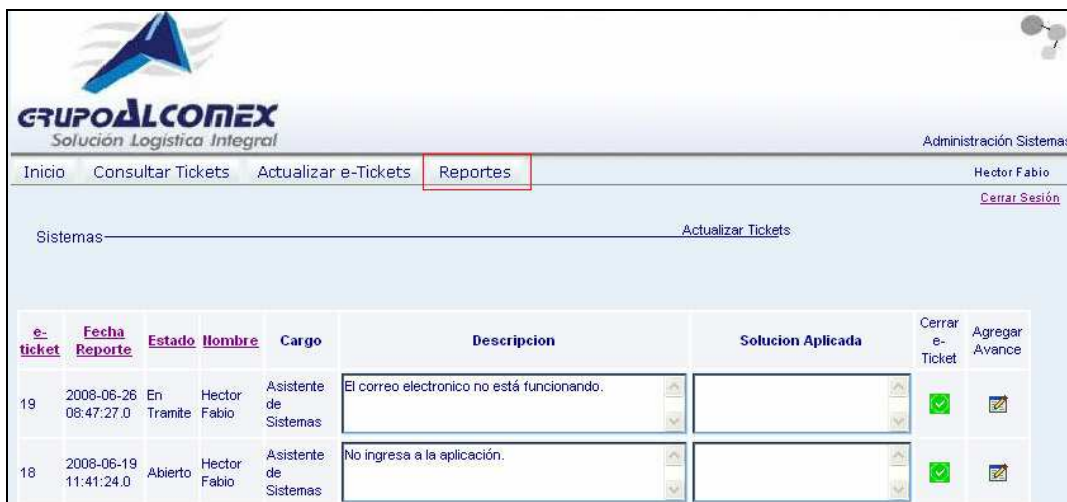 GRUPOALCOMEX
Solución Logística Integral
Administración Sistemas
Inicio Consultar Tickets Actualizar e-Tickets Reportes Hector Fabio
Cerrar Sesión
Sistemas Actualizar Tickets
e-ticket Fecha Reporte Estado Nombre Cargo Descripcion Solucion Aplicada Cerrar e-Ticket Agregar Avance
19 2008-06-26 08:47:27.0 En Tramite Hector Fabio Asistente de Sistemas El correo electronico no está funcionando.
18 2008-06-19 11:41:24.0 Abierto Hector Fabio Asistente de Sistemas No ingresa a la aplicación.